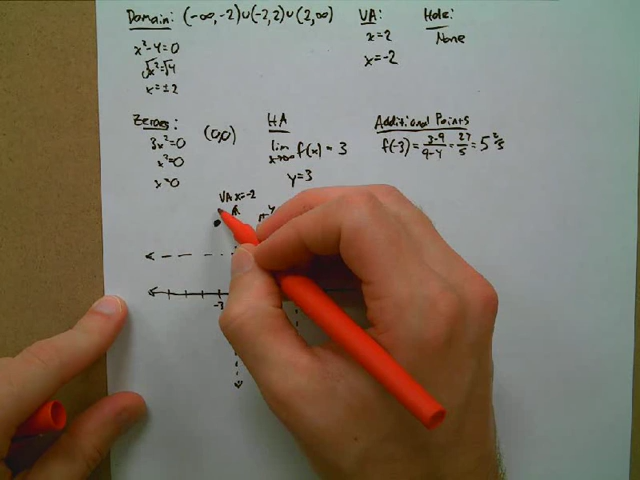 Domain: (-∞,-2)∪(-2,2)∪(2,∞)
x²-4=0
√x²=√4
x=±2
VA:
x=2
x=-2
Hole:
None
Zeroes:
3x²=0
x²=0
x=0
(0,0)
HA
lim f(x)=3
x→∞
y=3
Additional Points
f(-3)=3·9/9-4=27/5=5 2/5
VA x=-2
y
-3